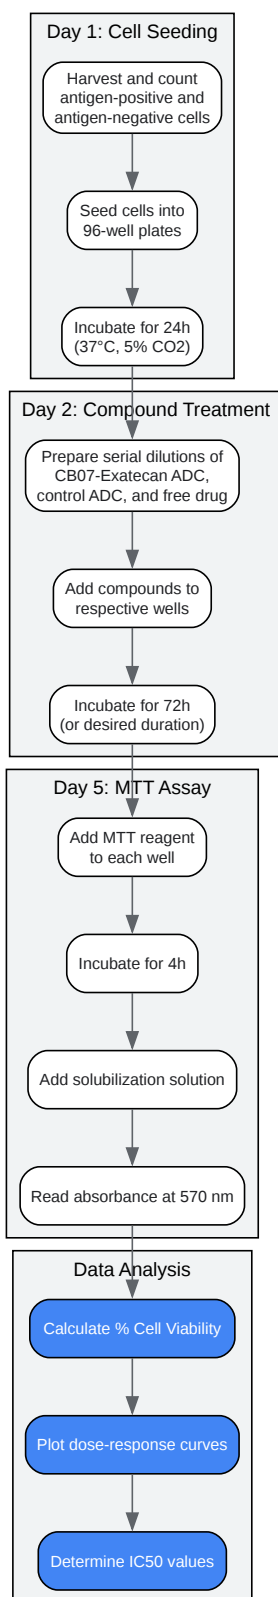 Day 1: Cell Seeding
Harvest and count
antigen-positive and
antigen-negative cells
Seed cells into
96-well plates
Incubate for 24h
(37°C, 5% CO2)
Day 2: Compound Treatment
Prepare serial dilutions of
CB07-Exatecan ADC,
control ADC, and free drug
Add compounds to
respective wells
Incubate for 72h
(or desired duration)
Day 5: MTT Assay
Add MTT reagent
to each well
Incubate for 4h
Add solubilization solution
Read absorbance at 570 nm
Data Analysis
Calculate % Cell Viability
Plot dose-response curves
Determine IC50 values